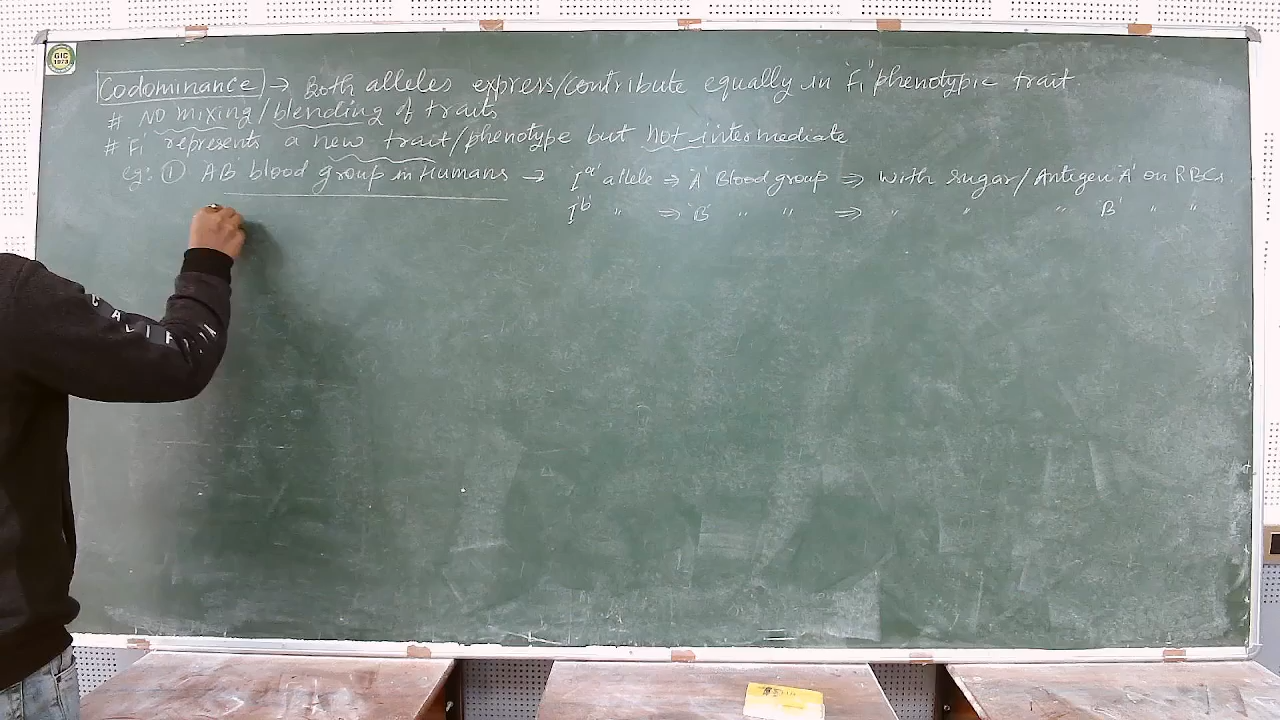 GIC
1973
Codominance → Both alleles express/contribute equally in 'F1' phenotypic trait.
# No mixing/blending of traits
# F1 represents a new trait/phenotype but not intermediate
eg: ① 'AB' blood group in Humans → I^a allele ⇒ 'A' Blood group ⇒ with sugar/Antigen 'A' on RBCs.
I^b " ⇒ 'B' " " ⇒ " " " 'B' " "